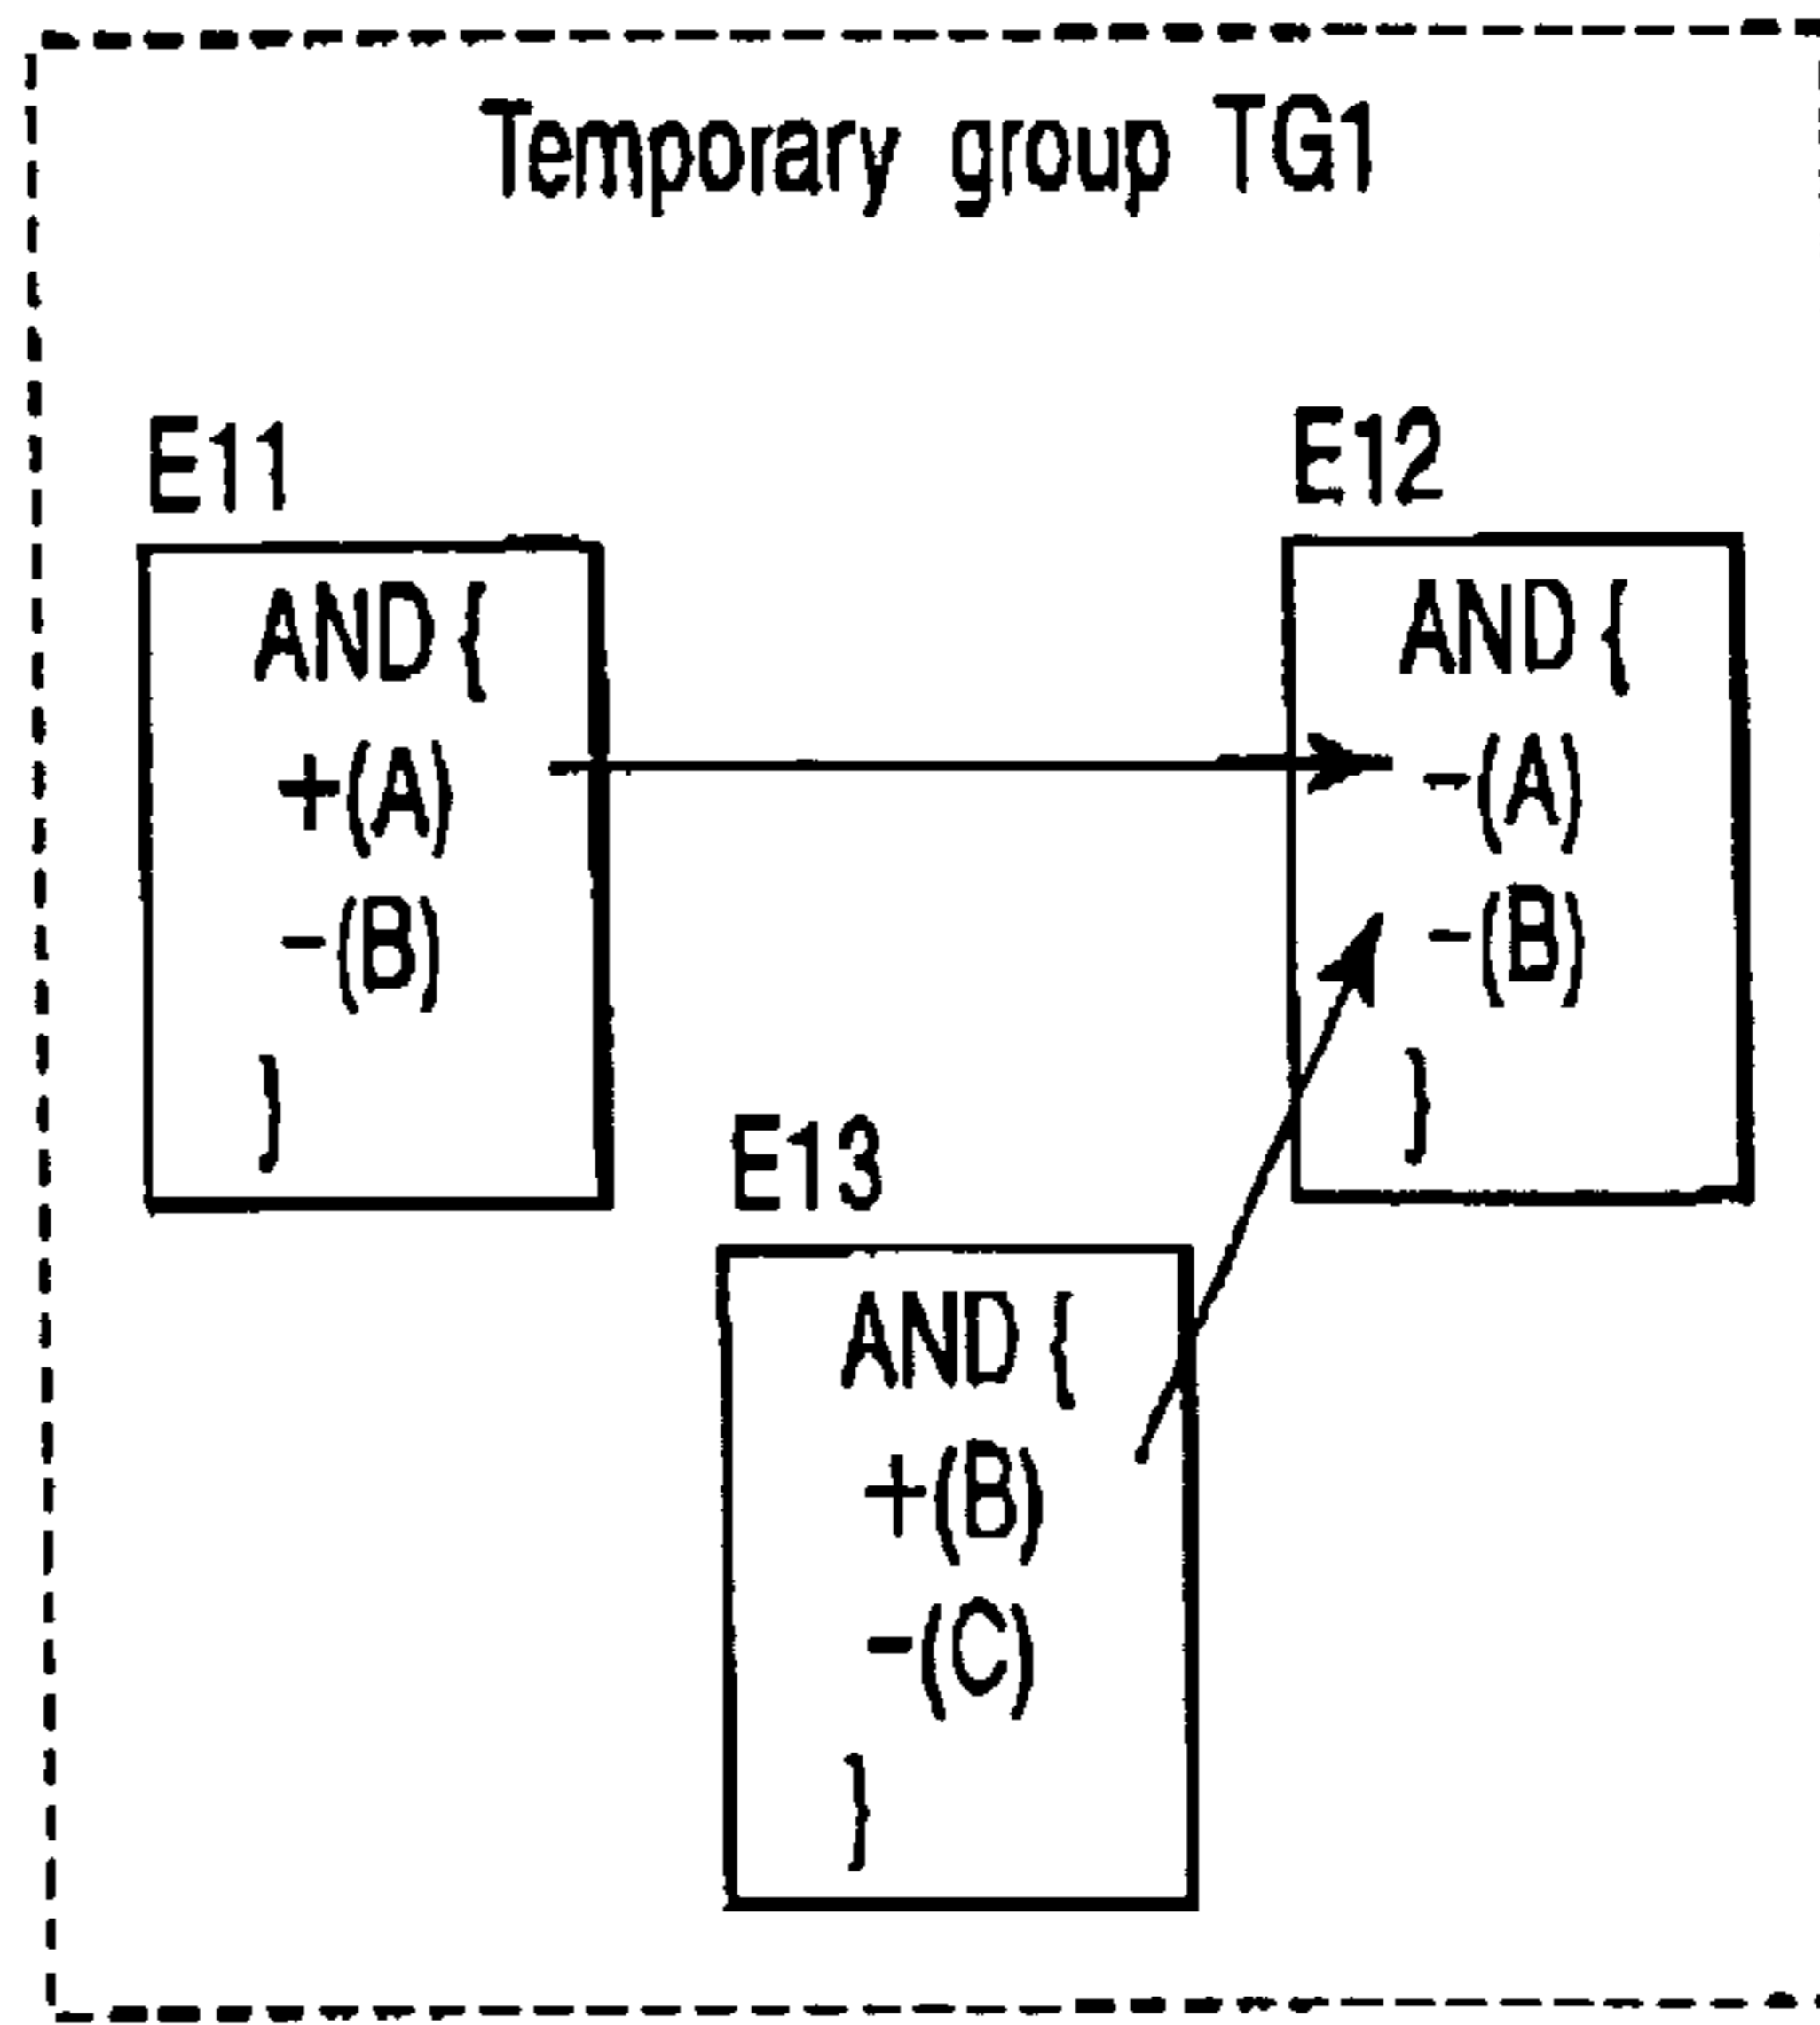 Temporary group TG1
E11
AND {
+(A)
-(B)
}
E12
AND {
-(A)
-(B)
}
E13
AND {
+(B)
-(C)
}